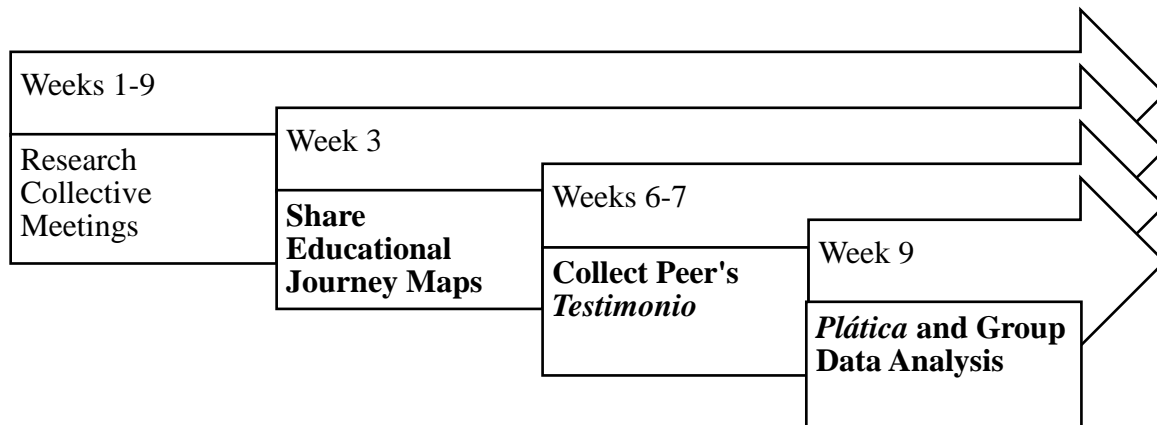 Weeks 1-9
Research
Collective
Meetings
Week 3
Share
Educational
Journey Maps
Weeks 6-7
Collect Peer's
Testimonio
Week 9
Plática and Group
Data Analysis